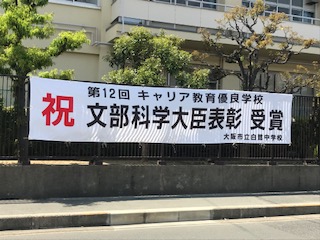 祝
第12回 キャリア教育優良学校
文部科学大臣表彰 受賞
大阪市立白鷺中学校